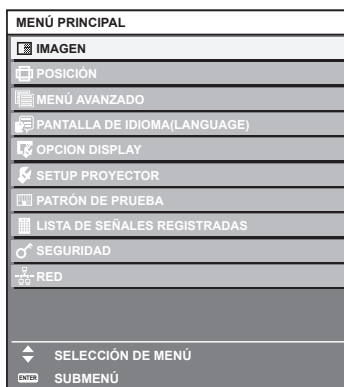 MENÚ PRINCIPAL
IMAGEN
POSICIÓN
MENÚ AVANZADO
PANTALLA DE IDIOMA(LANGUAGE)
OPCION DISPLAY
SETUP PROYECTOR
PATRÓN DE PRUEBA
LISTA DE SEÑALES REGISTRADAS
SEGURIDAD
RED
SELECCIÓN DE MENÚ
ENTER SUBMENÚ